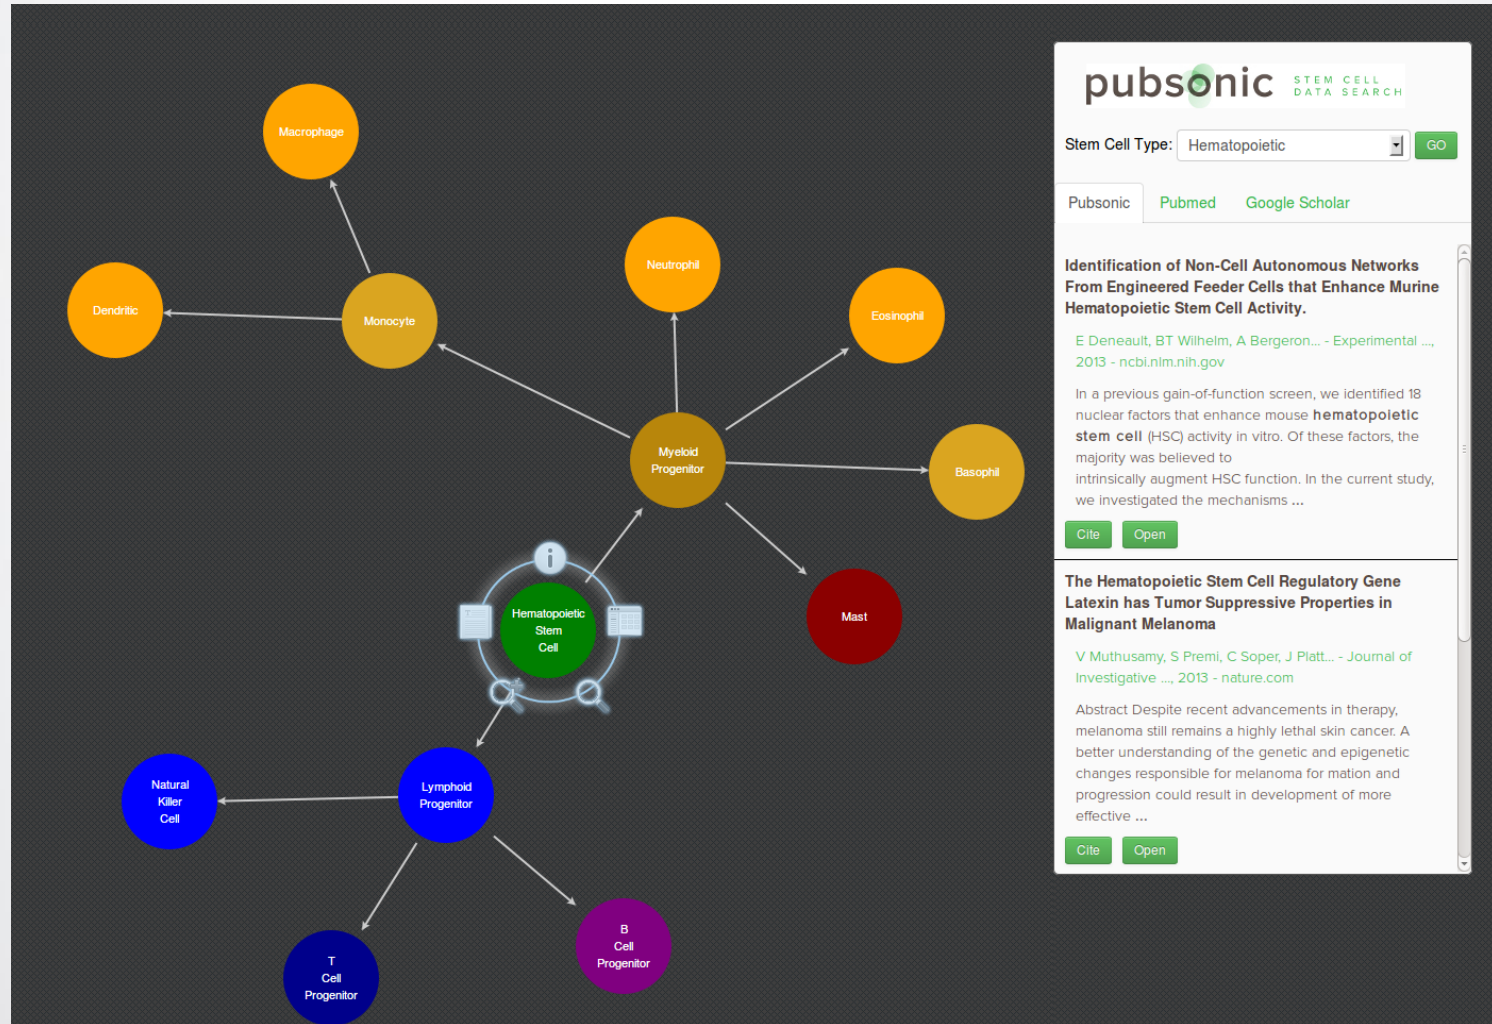 Macrophage
Dendritic
Monocyte
Neutrophil
Eosinophil
Myeloid
Progenitor
Basophil
Mast
Hematopoietic
Stem
Cell
Lymphoid
Progenitor
Natural
Killer
Cell
T
Cell
Progenitor
B
Cell
Progenitor
pubsonic STEM CELL
DATA SEARCH
Stem Cell Type: Hematopoietic GO
Pubsonic Pubmed Google Scholar
Identification of Non-Cell Autonomous Networks
From Engineered Feeder Cells that Enhance Murine
Hematopoietic Stem Cell Activity.
E Deneault, BT Wilhelm, A Bergeron... - Experimental ...,
2013 - ncbi.nlm.nih.gov
In a previous gain-of-function screen, we identified 18
nuclear factors that enhance mouse hematopoietic
stem cell (HSC) activity in vitro. Of these factors, the
majority was believed to
intrinsically augment HSC function. In the current study,
we investigated the mechanisms ...
Cite Open
The Hematopoietic Stem Cell Regulatory Gene
Latexin has Tumor Suppressive Properties in
Malignant Melanoma
V Muthusamy, S Premi, C Soper, J Platt... - Journal of
Investigative ..., 2013 - nature.com
Abstract Despite recent advancements in therapy,
melanoma still remains a highly lethal skin cancer. A
better understanding of the genetic and epigenetic
changes responsible for melanoma for mation and
progression could result in development of more
effective ...
Cite Open